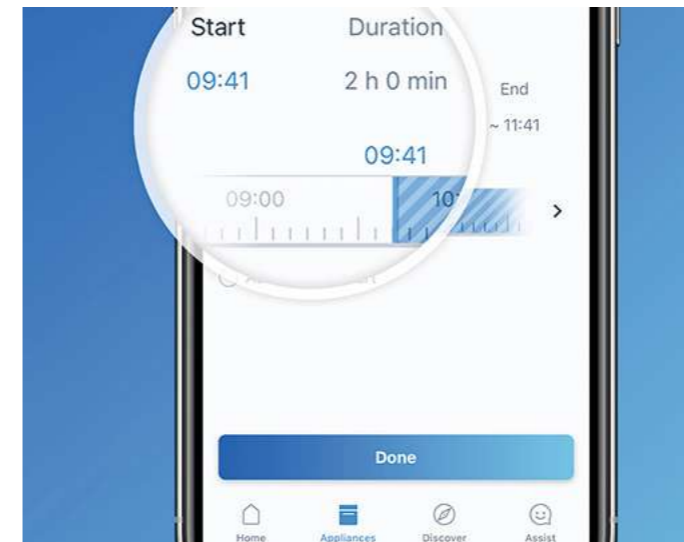 Start Duration
09:41 2 h 0 min End
~ 11:41
09:41
09:00
Done
Home Appliances Discover Assist